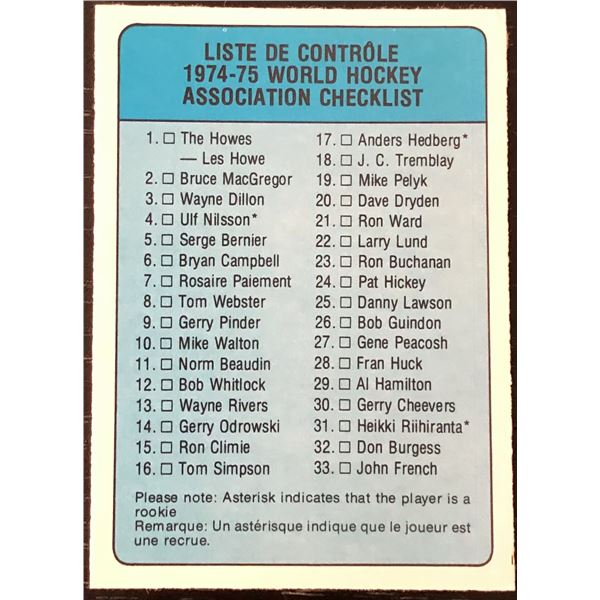 LISTE DE CONTRÔLE
1974-75 WORLD HOCKEY
ASSOCIATION CHECKLIST
1. □ The Howes
— Les Howe
2. □ Bruce MacGregor
3. □ Wayne Dillon
4. □ Ulf Nilsson*
5. □ Serge Bernier
6. □ Bryan Campbell
7. □ Rosaire Paiement
8. □ Tom Webster
9. □ Gerry Pinder
10. □ Mike Walton
11. □ Norm Beaudin
12. □ Bob Whitlock
13. □ Wayne Rivers
14. □ Gerry Odrowski
15. □ Ron Climie
16. □ Tom Simpson
17. □ Anders Hedberg*
18. □ J. C. Tremblay
19. □ Mike Pelyk
20. □ Dave Dryden
21. □ Ron Ward
22. □ Larry Lund
23. □ Ron Buchanan
24. □ Pat Hickey
25. □ Danny Lawson
26. □ Bob Guindon
27. □ Gene Peacosh
28. □ Fran Huck
29. □ Al Hamilton
30. □ Gerry Cheevers
31. □ Heikki Riihiranta*
32. □ Don Burgess
33. □ John French
Please note: Asterisk indicates that the player is a
rookie
Remarque: Un astérisque indique que le joueur est
une recrue.